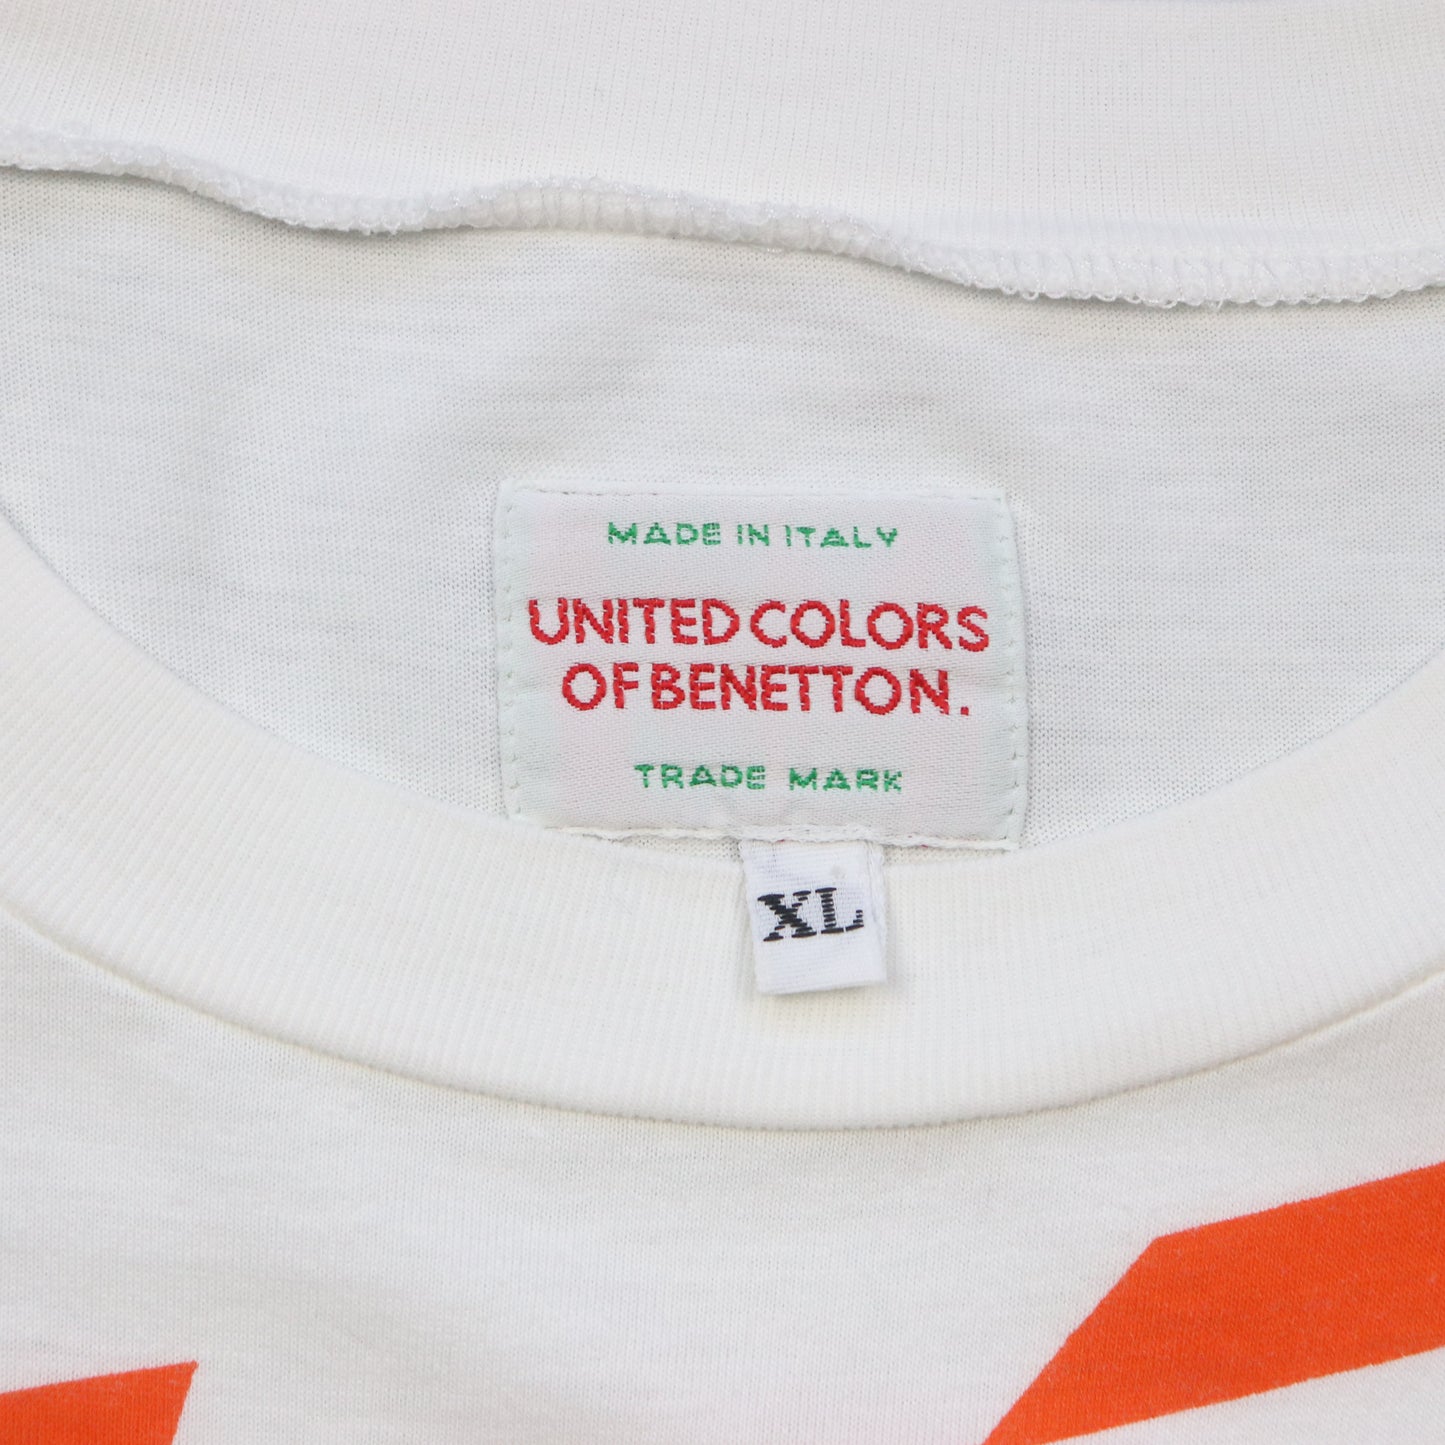 MADE IN ITALY
UNITED COLORS
OF BENETTON.
TRADE MARK
XL